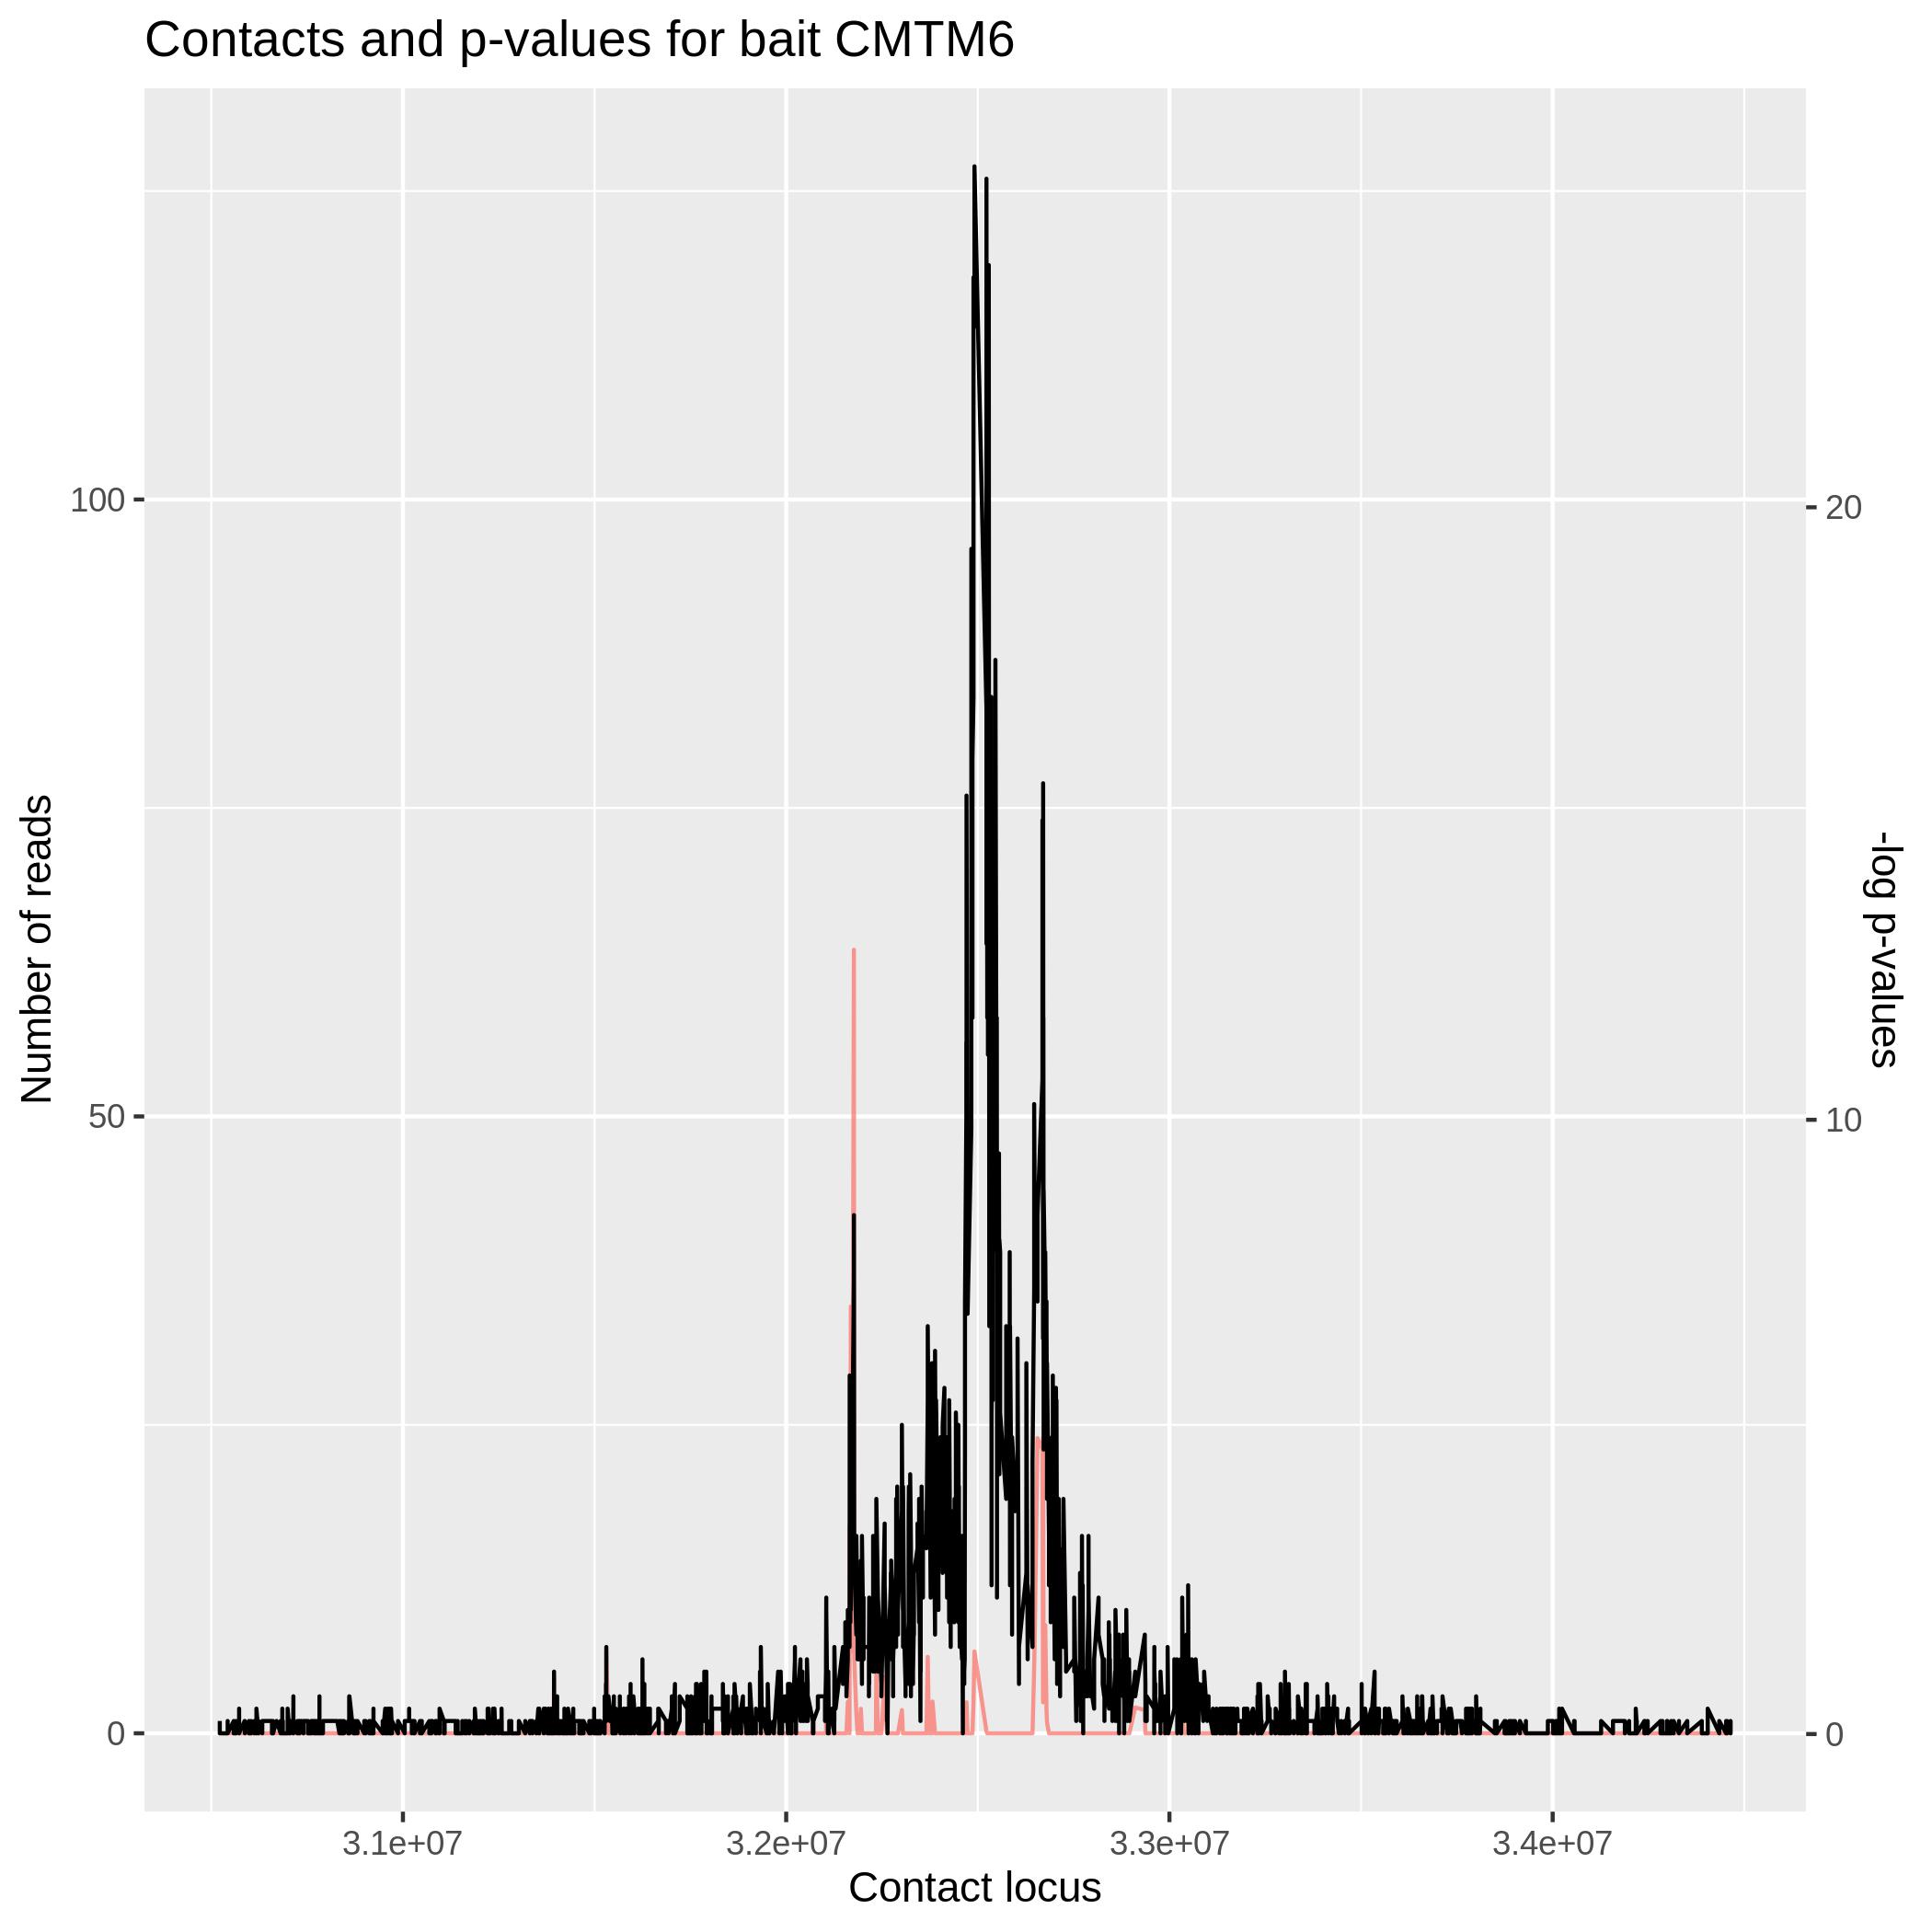 Contacts and p-values for bait CMTM6
Number of reads
100
50
0
20
10
0
-log p-values
3.1e+07
3.2e+07
3.3e+07
3.4e+07
Contact locus